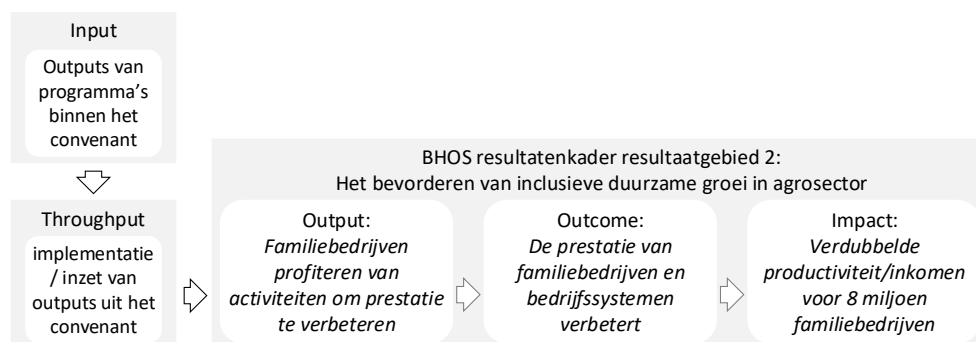 Input
Outputs van
programma's
binnen het
convenant
Throughput
implementatie
/ inzet van
outputs uit het
convenant
BHOS resultatenkader resultaatgebied 2:
Het bevorderen van inclusieve duurzame groei in agrosector
Output:
Familiebedrijven
profiteren van
activiteiten om prestatie
te verbeteren
Outcome:
De prestatie van
familiebedrijven en
bedrijfssystemen
verbetert
Impact:
Verdubbelde
productiviteit/inkomen
voor 8 miljoen
familiebedrijven